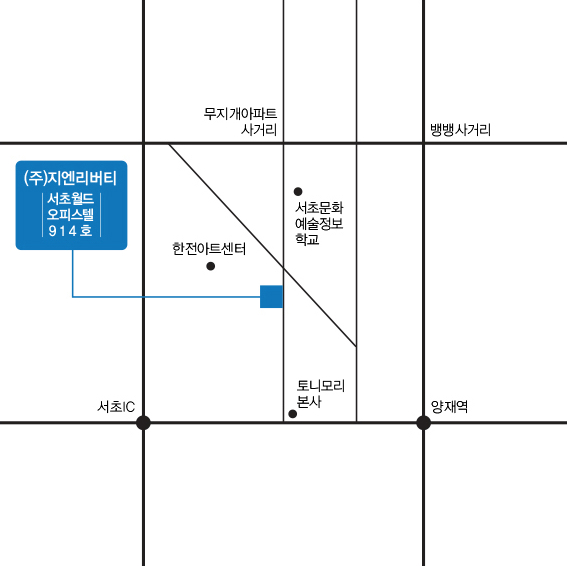 무지개아파트
사거리
뱅뱅사거리
(주)지엔리버티
서초월드
오피스텔
914호
서초문화
예술정보
학교
한전아트센터
토니모리
본사
서초IC
양재역